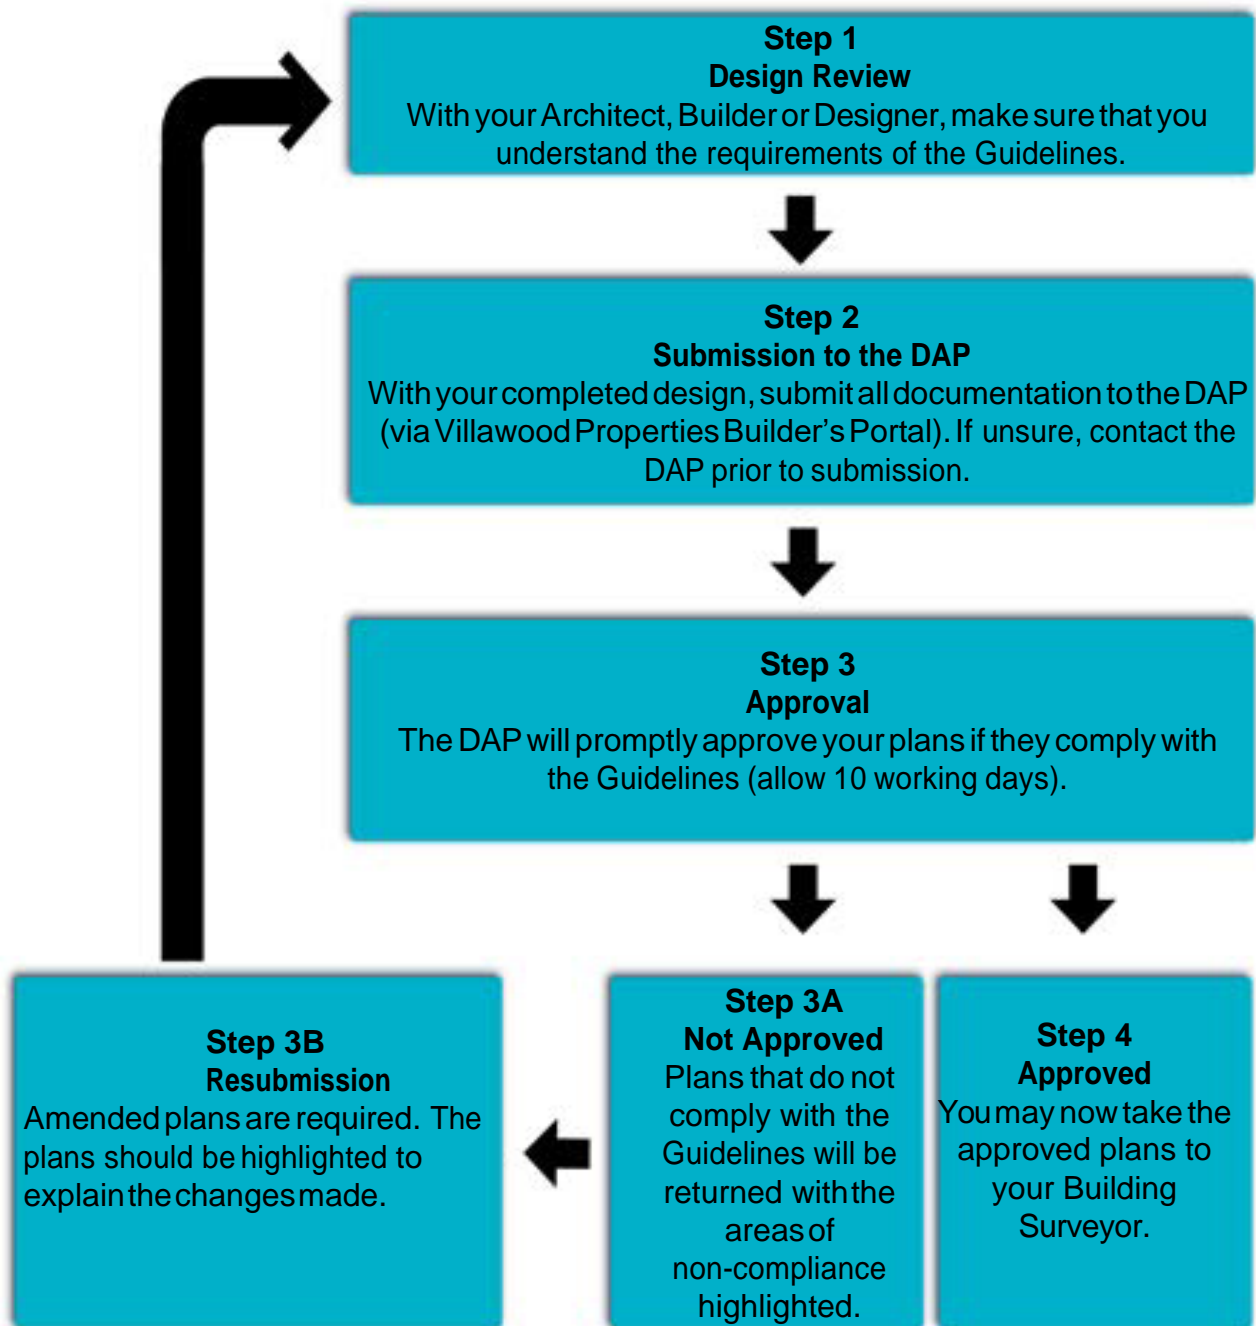 Step 1
Design Review
With your Architect, Builder or Designer, make sure that you
understand the requirements of the Guidelines.
Step 2
Submission to the DAP
With your completed design, submit all documentation to the DAP
(via Villawood Properties Builder's Portal). If unsure, contact the
DAP prior to submission.
Step 3
Approval
The DAP will promptly approve your plans if they comply with
the Guidelines (allow 10 working days).
Step 3B
Resubmission
Amended plans are required. The
plans should be highlighted to
explain the changes made.
Step 3A
Not Approved
Plans that do not
comply with the
Guidelines will be
returned with the
areas of
non-compliance
highlighted.
Step 4
Approved
You may now take the
approved plans to
your Building
Surveyor.